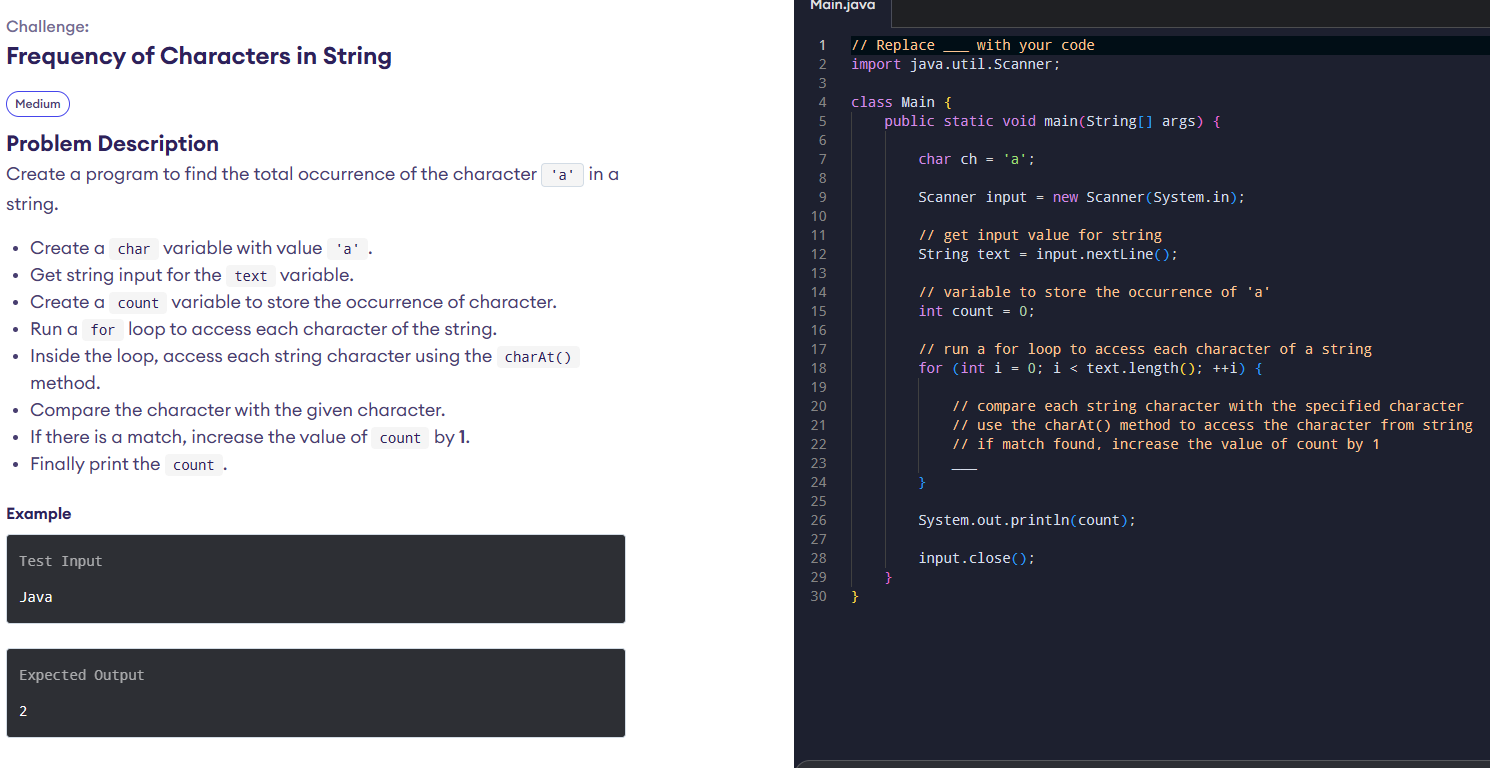 Challenge:
Frequency of Characters in String
Medium
Problem Description
Create a program to find the total occurrence of the character 'a' in a
string.
• Create a char variable with value 'a'.
• Get string input for the text variable.
• Create a count variable to store the occurrence of character.
• Run a for loop to access each character of the string.
• Inside the loop, access each string character using the charAt()
method.
• Compare the character with the given character.
• If there is a match, increase the value of count by 1.
• Finally print the count.
Example
Test Input
Java
Expected Output
2
Main.java
1 // Replace ___ with your code
2 import java.util.Scanner;
3
4 class Main {
5     public static void main(String[] args) {
6
7         char ch = 'a';
8
9         Scanner input = new Scanner(System.in);
10
11         // get input value for string
12         String text = input.nextLine();
13
14         // variable to store the occurrence of 'a'
15         int count = 0;
16
17         // run a for loop to access each character of a string
18         for (int i = 0; i < text.length(); ++i) {
19
20             // compare each string character with the specified character
21             // use the charAt() method to access the character from string
22             // if match found, increase the value of count by 1
23             ___
24         }
25
26         System.out.println(count);
27
28         input.close();
29     }
30 }